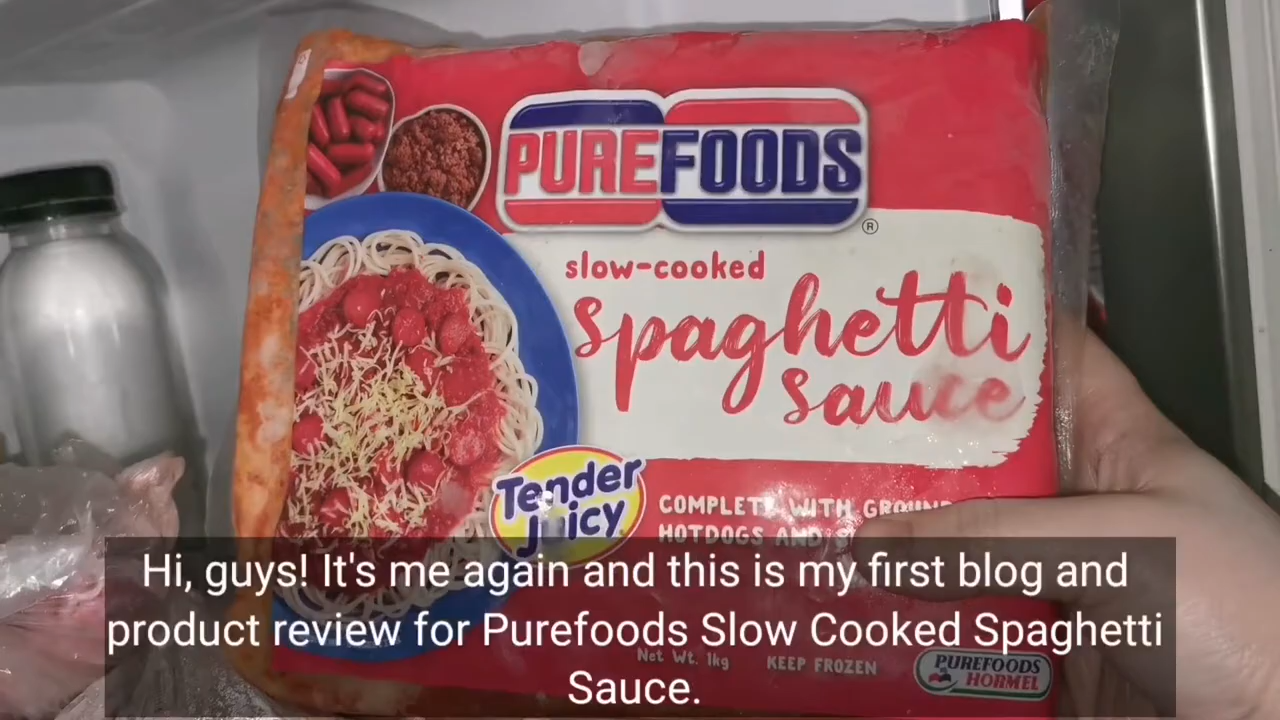 PUREFOODS
®
slow-cooked
spaghetti
sauce
Tender
Juicy
COMPLETE WITH GROUND
HOTDOGS AND
Hi, guys! It's me again and this is my first blog and
product review for Purefoods Slow Cooked Spaghetti
Sauce.
Net Wt. 1kg KEEP FROZEN
PUREFOODS
HORMEL